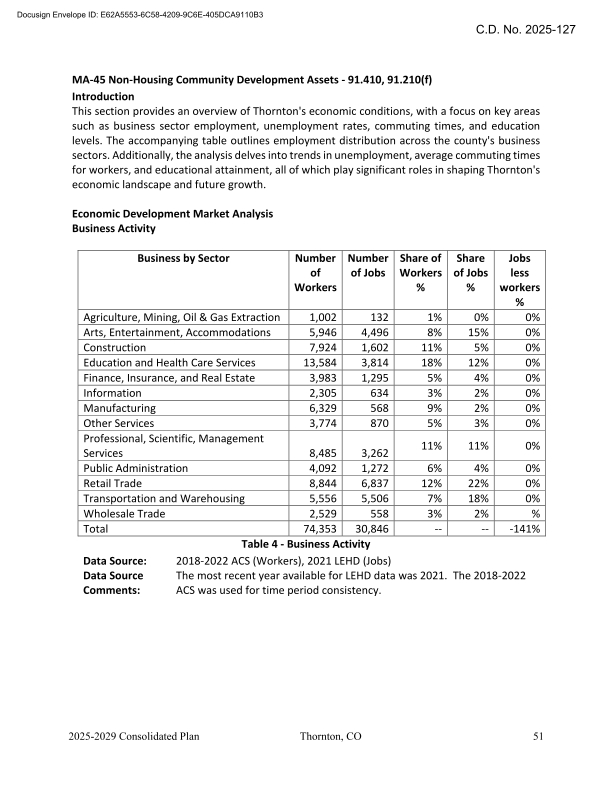 Docusign Envelope ID: E62A5553-6C58-4209-9C6E-405DCA9110B3
C.D. No. 2025-127
MA-45 Non-Housing Community Development Assets - 91.410, 91.210(f)
Introduction
This section provides an overview of Thornton's economic conditions, with a focus on key areas
such as business sector employment, unemployment rates, commuting times, and education
levels. The accompanying table outlines employment distribution across the county's business
sectors. Additionally, the analysis delves into trends in unemployment, average commuting times
for workers, and educational attainment, all of which play significant roles in shaping Thornton's
economic landscape and future growth.
Economic Development Market Analysis
Business Activity
Business by Sector Number of Workers Number of Jobs Share of Workers % Share of Jobs % Jobs less workers %
Agriculture, Mining, Oil & Gas Extraction 1,002 132 1% 0% 0%
Arts, Entertainment, Accommodations 5,946 4,496 8% 15% 0%
Construction 7,924 1,602 11% 5% 0%
Education and Health Care Services 13,584 3,814 18% 12% 0%
Finance, Insurance, and Real Estate 3,983 1,295 5% 4% 0%
Information 2,305 634 3% 2% 0%
Manufacturing 6,329 568 9% 2% 0%
Other Services 3,774 870 5% 3% 0%
Professional, Scientific, Management
Services 8,485 3,262 11% 11% 0%
Public Administration 4,092 1,272 6% 4% 0%
Retail Trade 8,844 6,837 12% 22% 0%
Transportation and Warehousing 5,556 5,506 7% 18% 0%
Wholesale Trade 2,529 558 3% 2% %
Total 74,353 30,846 -- -- -141%
Table 4 - Business Activity
Data Source: 2018-2022 ACS (Workers), 2021 LEHD (Jobs)
Data Source The most recent year available for LEHD data was 2021. The 2018-2022
Comments: ACS was used for time period consistency.
2025-2029 Consolidated Plan Thornton, CO 51